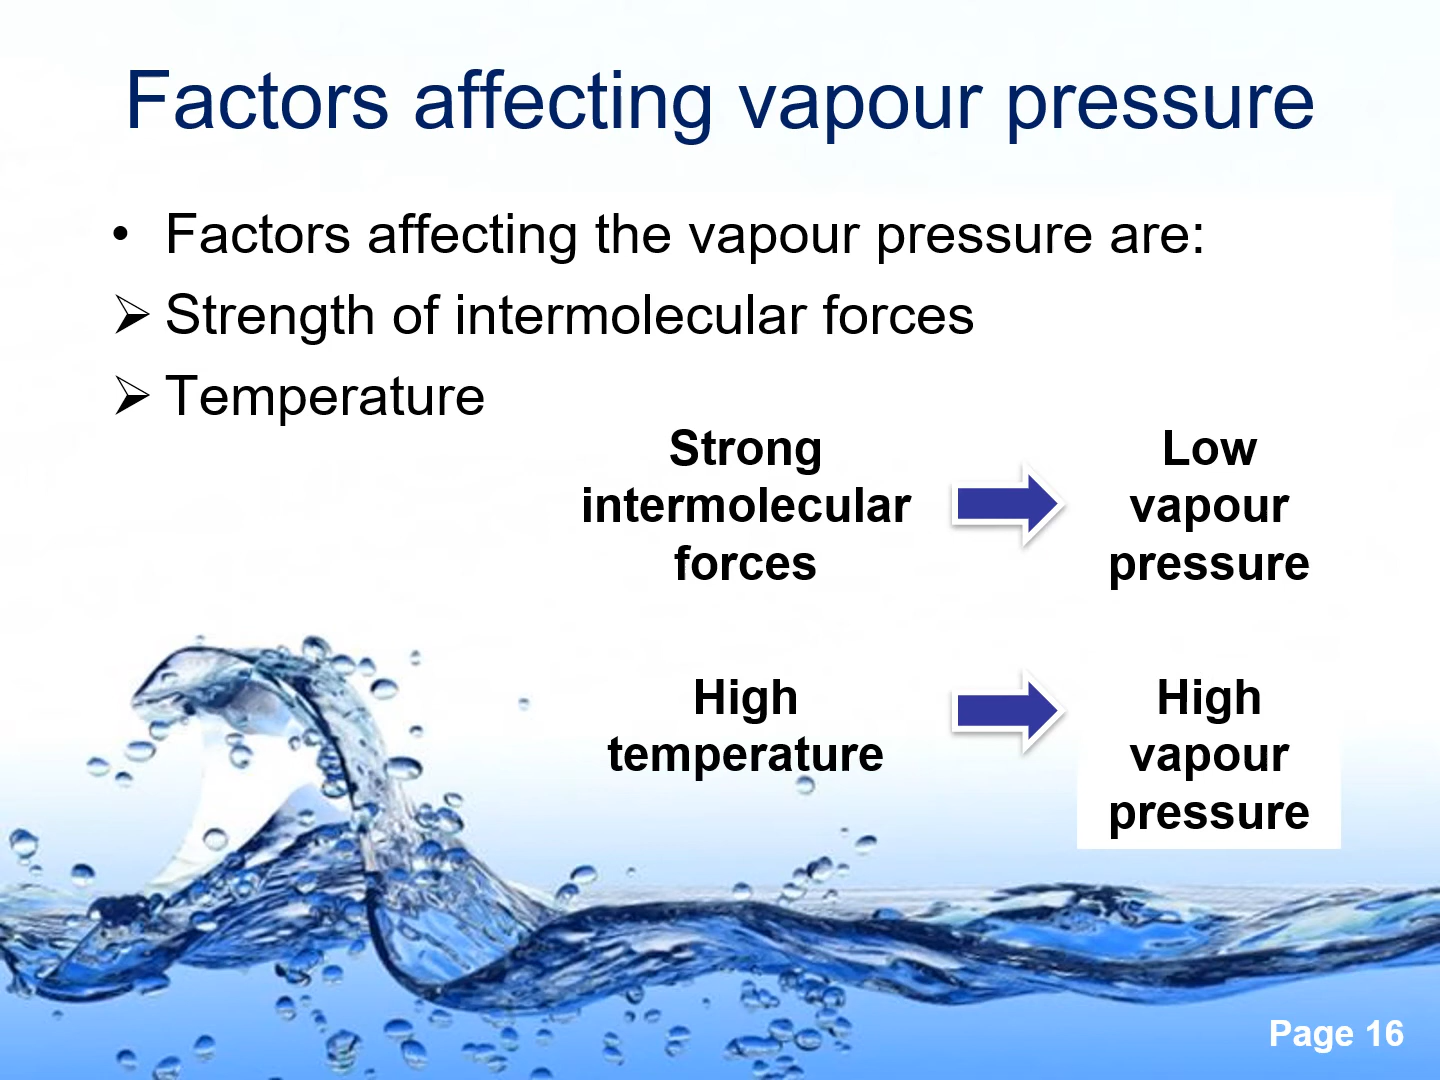 Factors affecting vapour pressure
• Factors affecting the vapour pressure are:
➢ Strength of intermolecular forces
➢ Temperature
Strong
intermolecular
forces
Low
vapour
pressure
High
temperature
High
vapour
pressure
Page 16